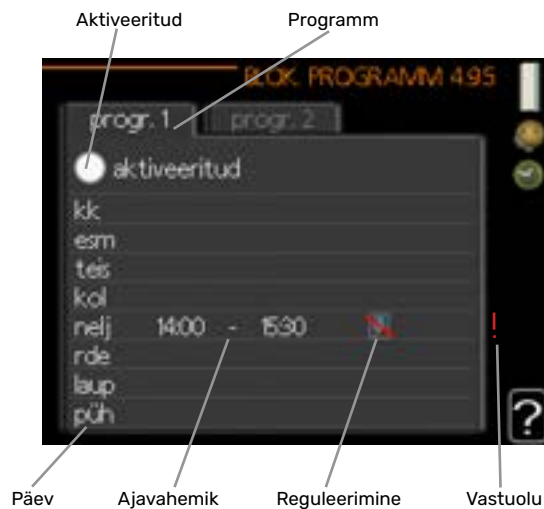 Aktiveeritud Programm
BLOK. PROGRAMM 4.9.5
progr. 1 progr. 2
aktiveeritud
kk
esm
teis
kol
nelj 14:00 - 15:30 !
rde
laup
püh
?
Päev Ajavahemik Reguleerimine Vastuolu